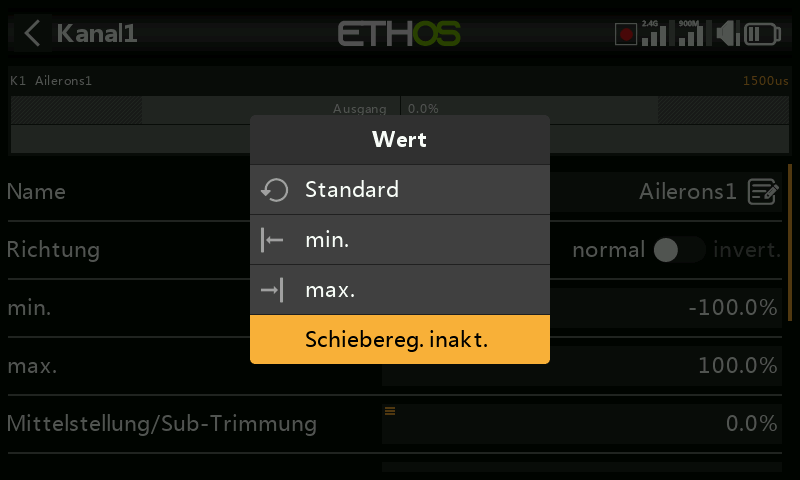 Kanal1
ETHOS
2.4G
900M
K1 Ailerons1
1500us
Ausgang
0.0%
Wert
Standard
min.
max.
Schiebereg. inakt.
Name
Ailerons1
Richtung
normal
invert.
min.
-100.0%
max.
100.0%
Mittelstellung/Sub-Trimmung
0.0%